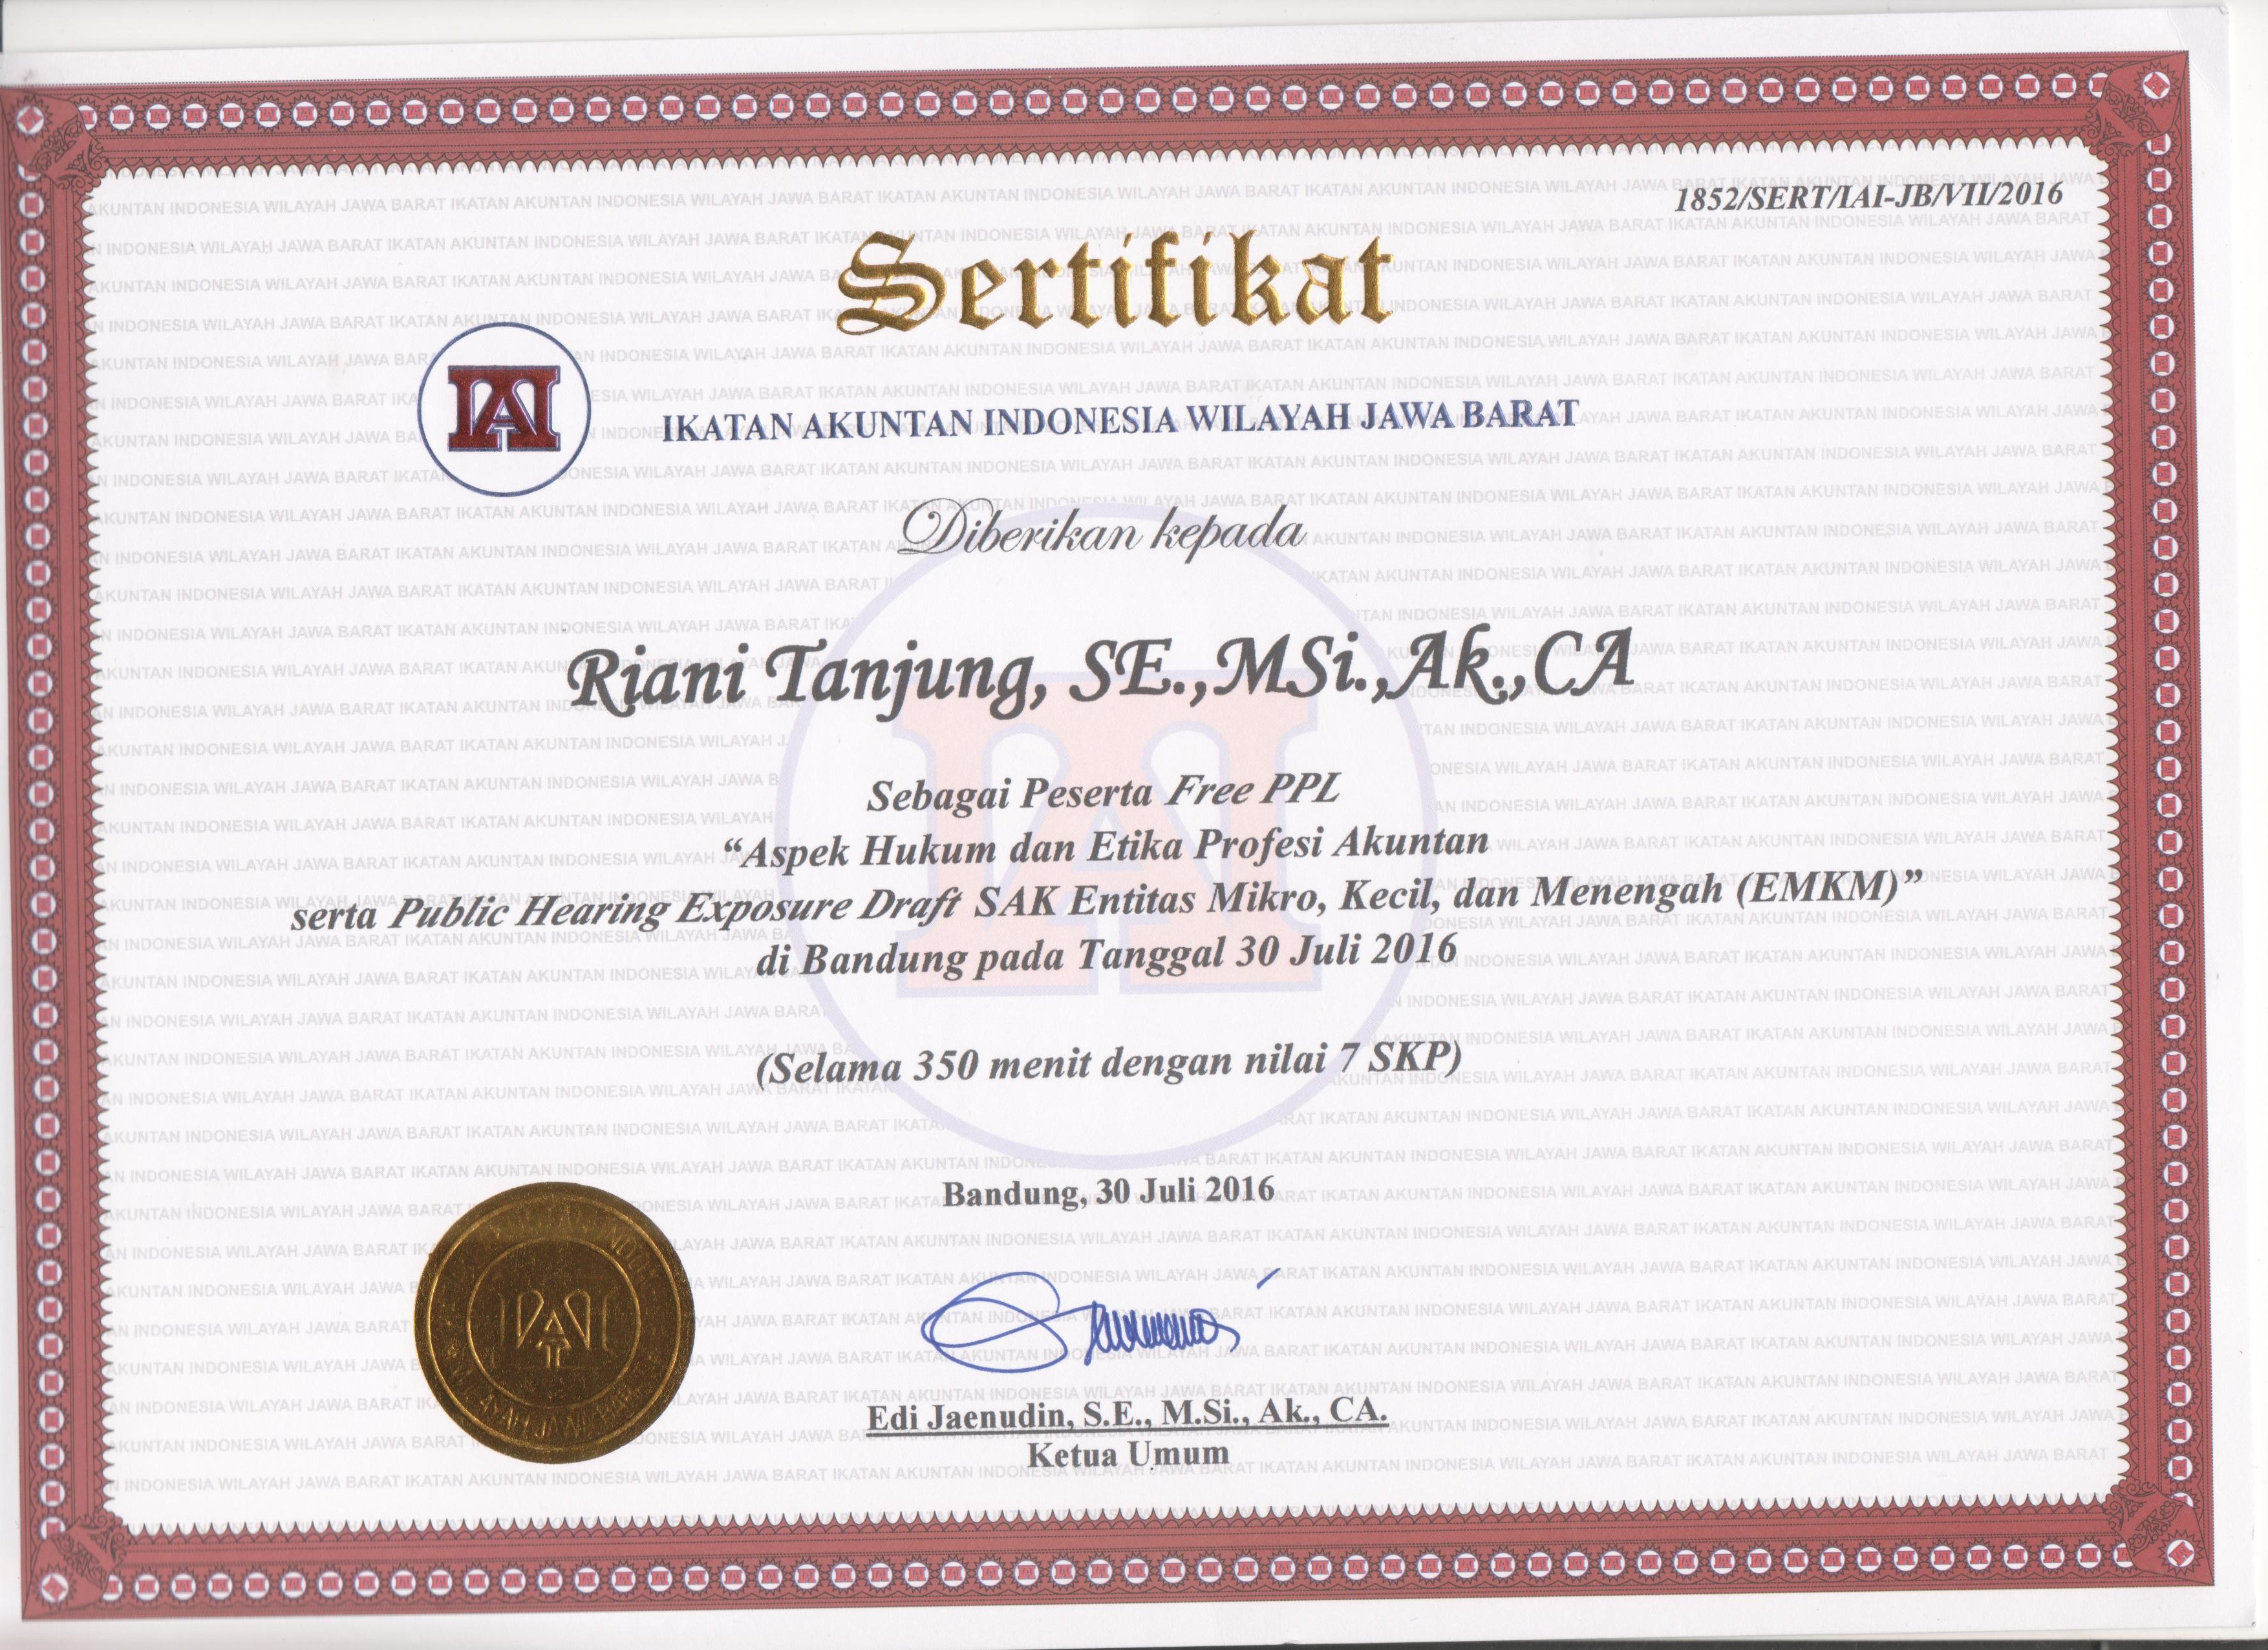 1852/SERT/IAI-JB/VII/2016
Sertifikat
IAI
IKATAN AKUNTAN INDONESIA WILAYAH JAWA BARAT
Diberikan kepada
Riani Tanjung, SE.,MSi.,Ak.,CA
Sebagai Peserta Free PPL
“Aspek Hukum dan Etika Profesi Akuntan
serta Public Hearing Exposure Draft SAK Entitas Mikro, Kecil, dan Menengah (EMKM)”
di Bandung pada Tanggal 30 Juli 2016
(Selama 350 menit dengan nilai 7 SKP)
Bandung, 30 Juli 2016
Edi Jaenudin, S.E., M.Si., Ak., CA.
Ketua Umum